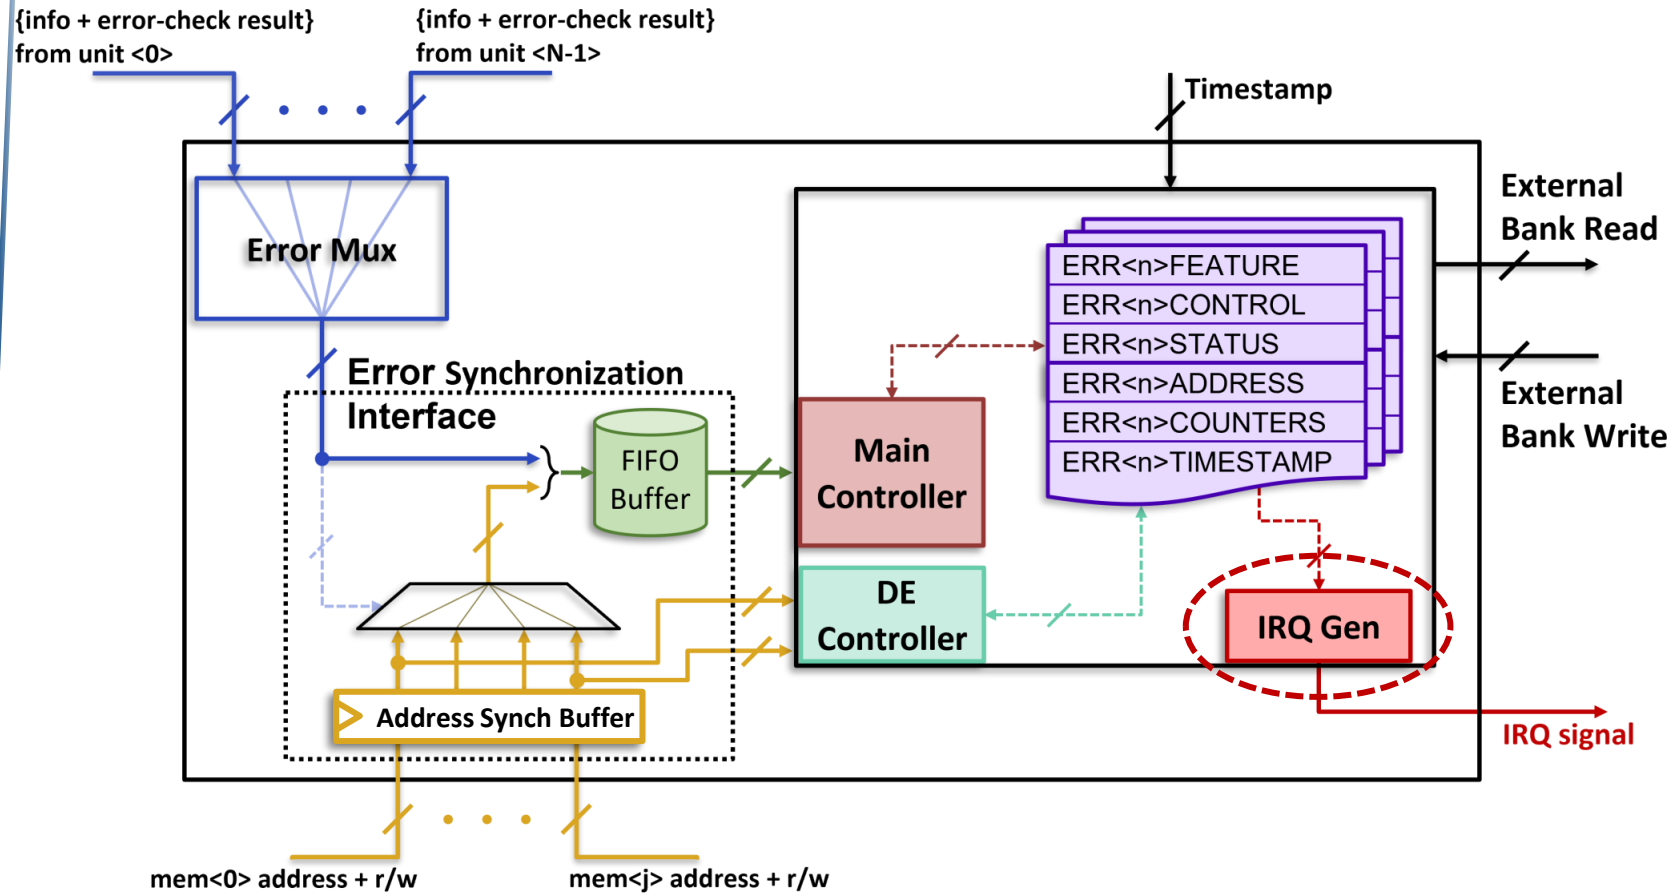 {info + error-check result}
from unit <0>
{info + error-check result}
from unit <N-1>
Timestamp
Error Mux
External
Bank Read
External
Bank Write
Error Synchronization
Interface
FIFO
Buffer
Main
Controller
DE
Controller
ERR<n>FEATURE
ERR<n>CONTROL
ERR<n>STATUS
ERR<n>ADDRESS
ERR<n>COUNTERS
ERR<n>TIMESTAMP
IRQ Gen
IRQ signal
Address Synch Buffer
mem<0> address + r/w
mem<j> address + r/w